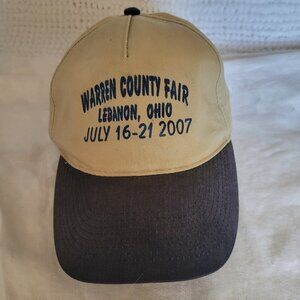 WARREN COUNTY FAIR
LEBANON, OHIO
JULY 16-21 2007